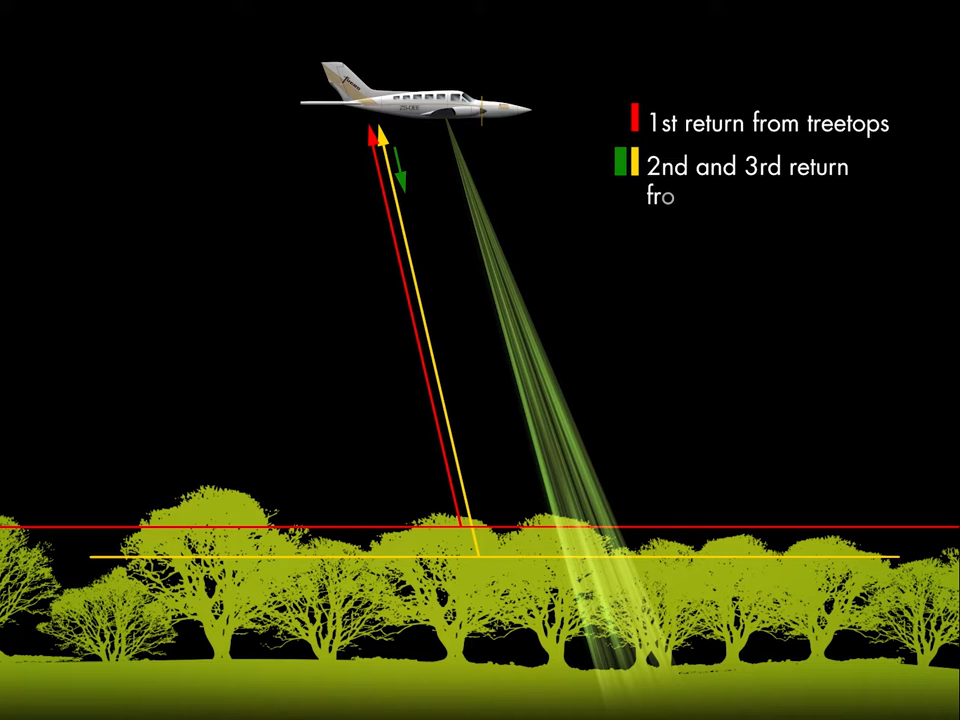 1st return from treetops
2nd and 3rd return
fro